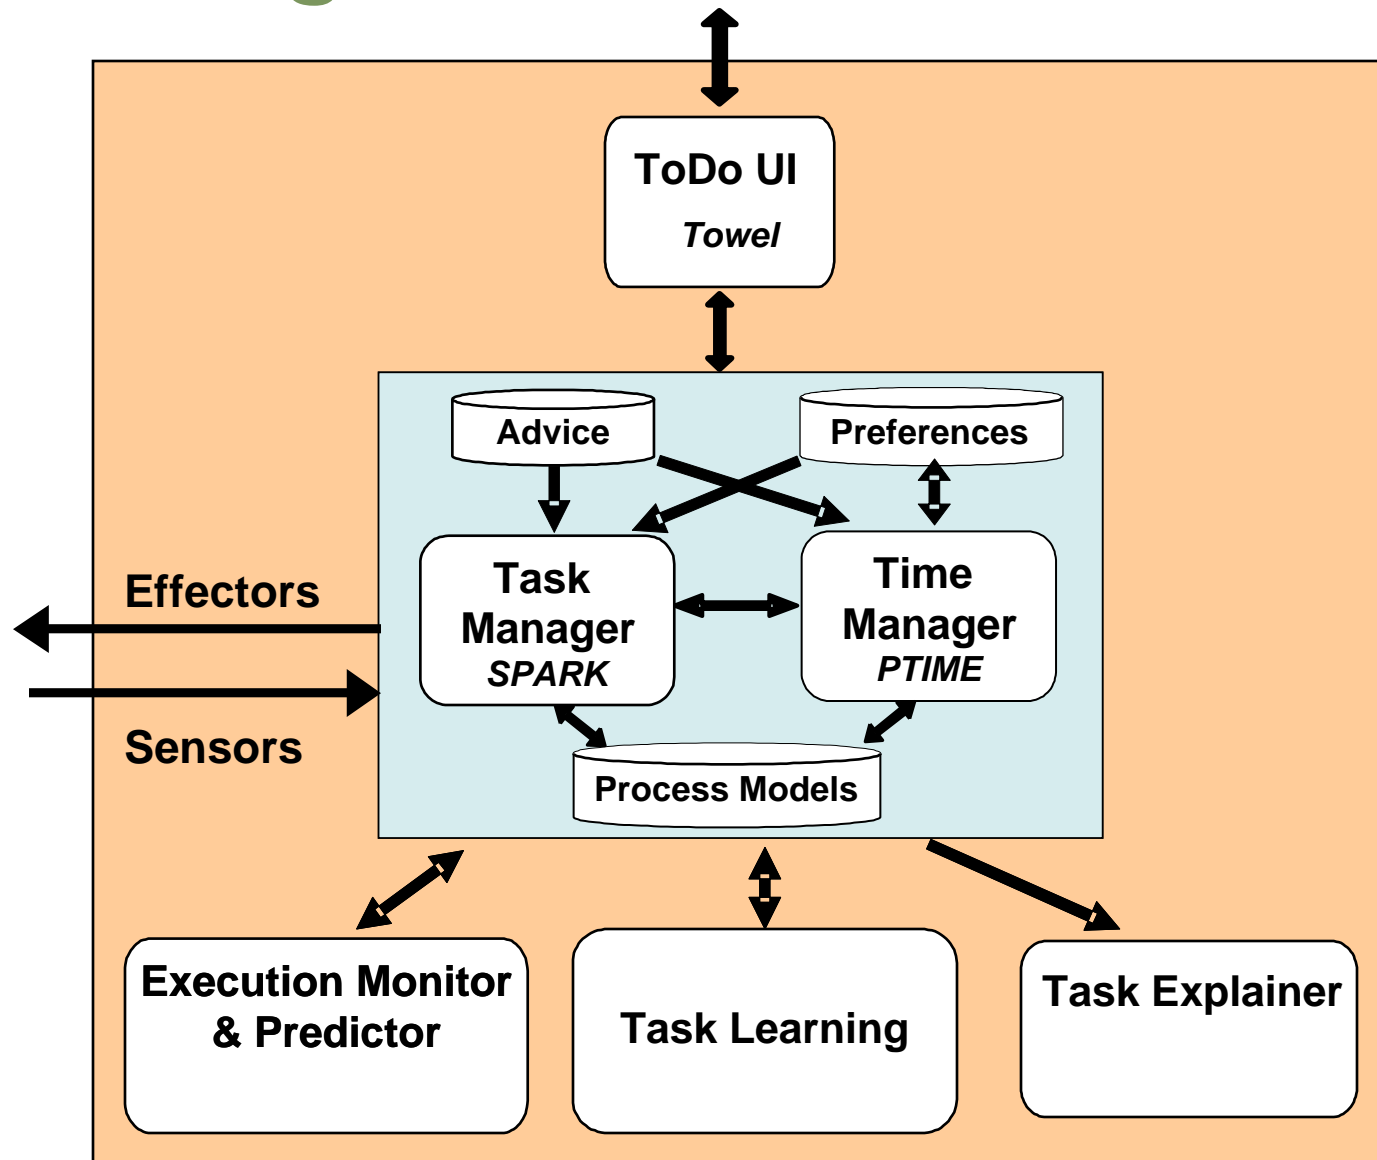 ToDo UI
Towel
Advice
Preferences
Task
Manager
SPARK
Time
Manager
PTIME
Effectors
Sensors
Process Models
Execution Monitor
& Predictor
Task Learning
Task Explainer